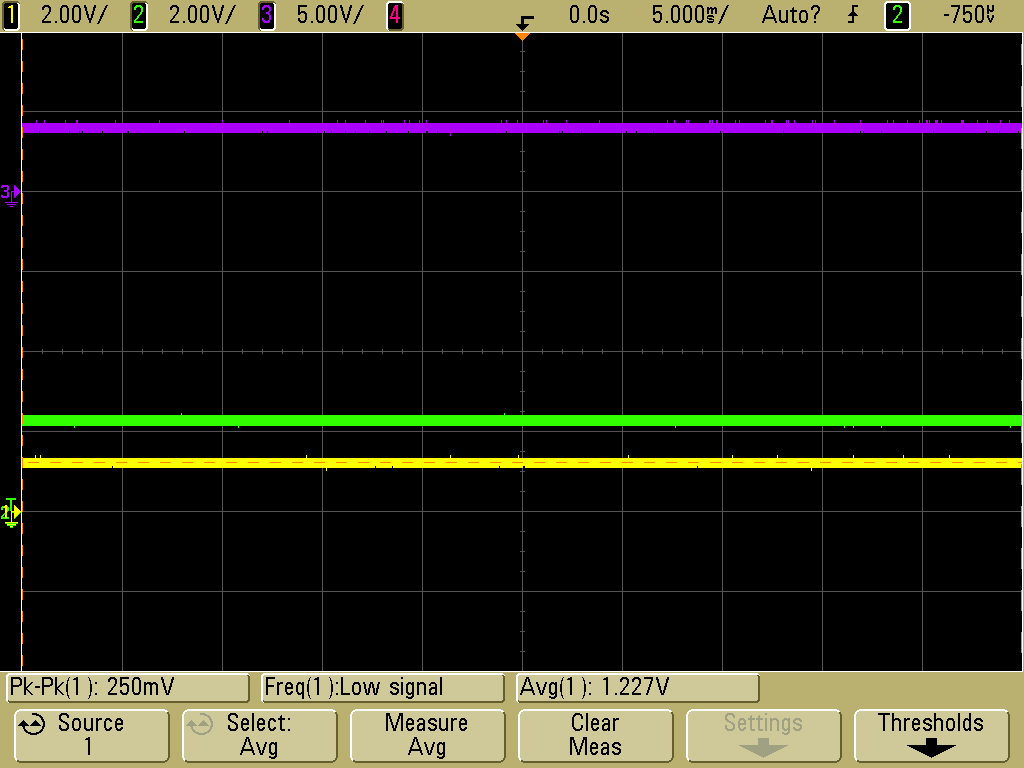 1 2.00V/ 2 2.00V/ 3 5.00V/ 4 0.0s 5.000ms/ Auto? 2 -750mV
3
2
Pk-Pk(1): 250mV Freq(1):Low signal Avg(1): 1.227V
Source Select: Measure Clear Settings Thresholds
1 Avg Avg Meas